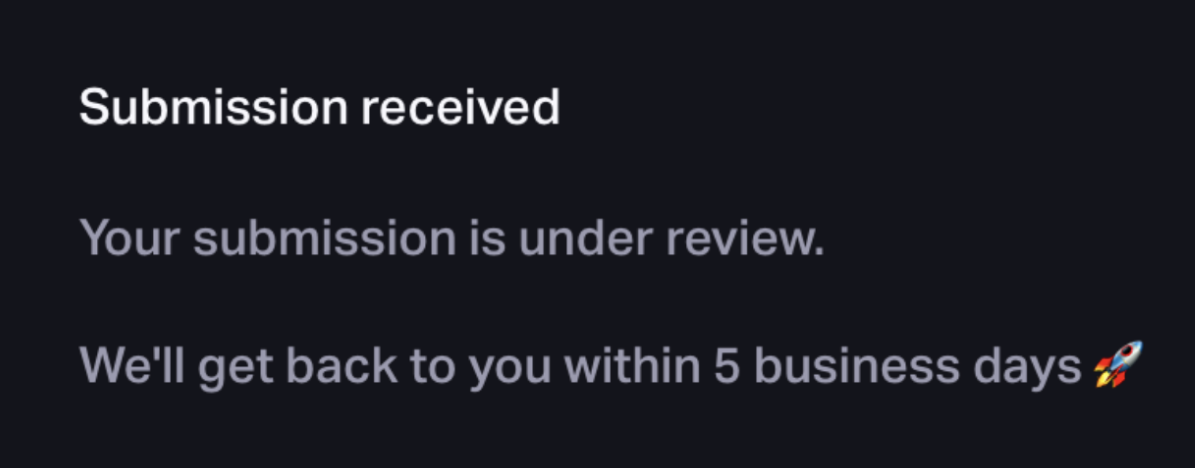 Submission received
Your submission is under review.
We'll get back to you within 5 business days 🚀